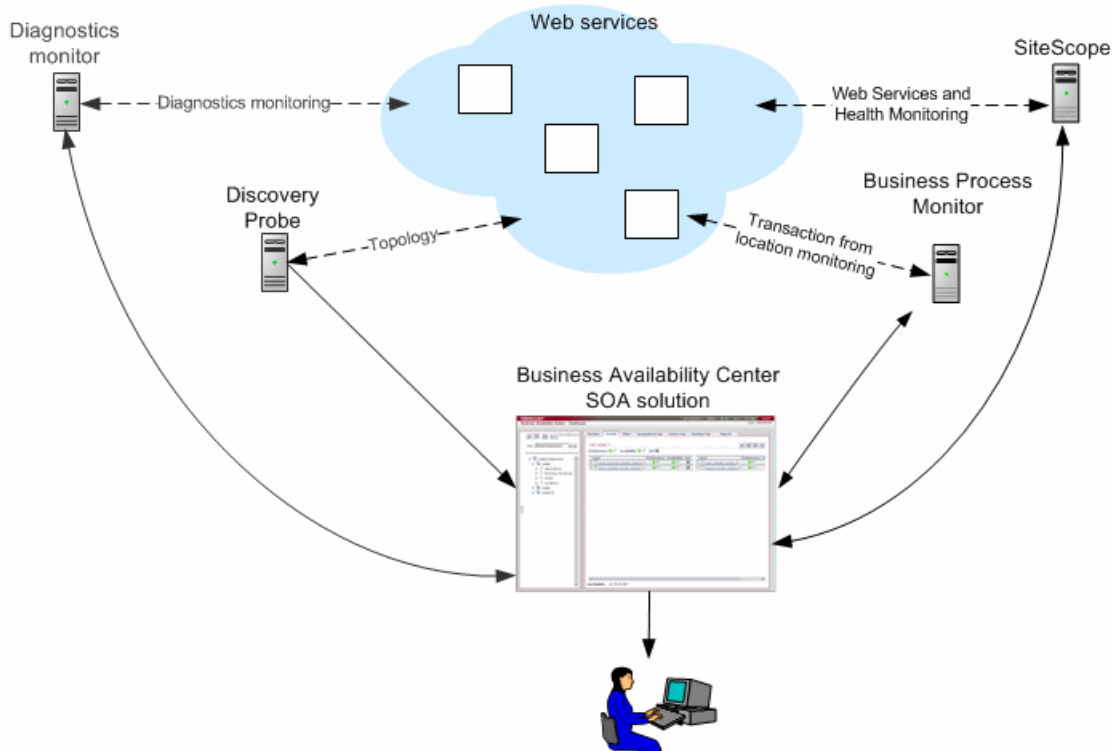 Web services
Diagnostics
monitor
SiteScope
Diagnostics monitoring
Web Services and
Health Monitoring
Discovery
Probe
Business Process
Monitor
Topology
Transaction from
location monitoring
Business Availability Center
SOA solution